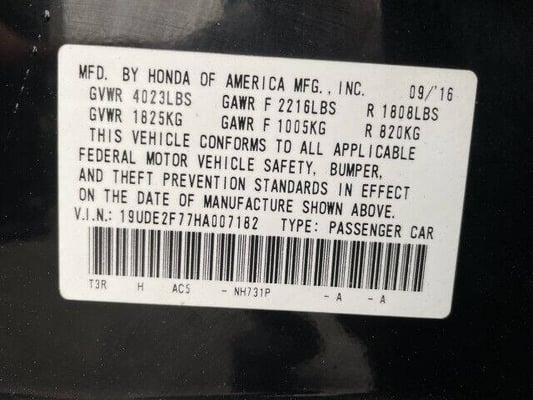 MFD. BY HONDA OF AMERICA MFG., INC. 09/'16
GVWR 4023LBS GAWR F 2216LBS R 1808LBS
GVWR 1825KG GAWR F 1005KG R 820KG
THIS VEHICLE CONFORMS TO ALL APPLICABLE
FEDERAL MOTOR VEHICLE SAFETY, BUMPER,
AND THEFT PREVENTION STANDARDS IN EFFECT
ON THE DATE OF MANUFACTURE SHOWN ABOVE.
V.I.N.: 19UDE2F77HA007182 TYPE: PASSENGER CAR
T3R H AC5 - NH731P - A - A